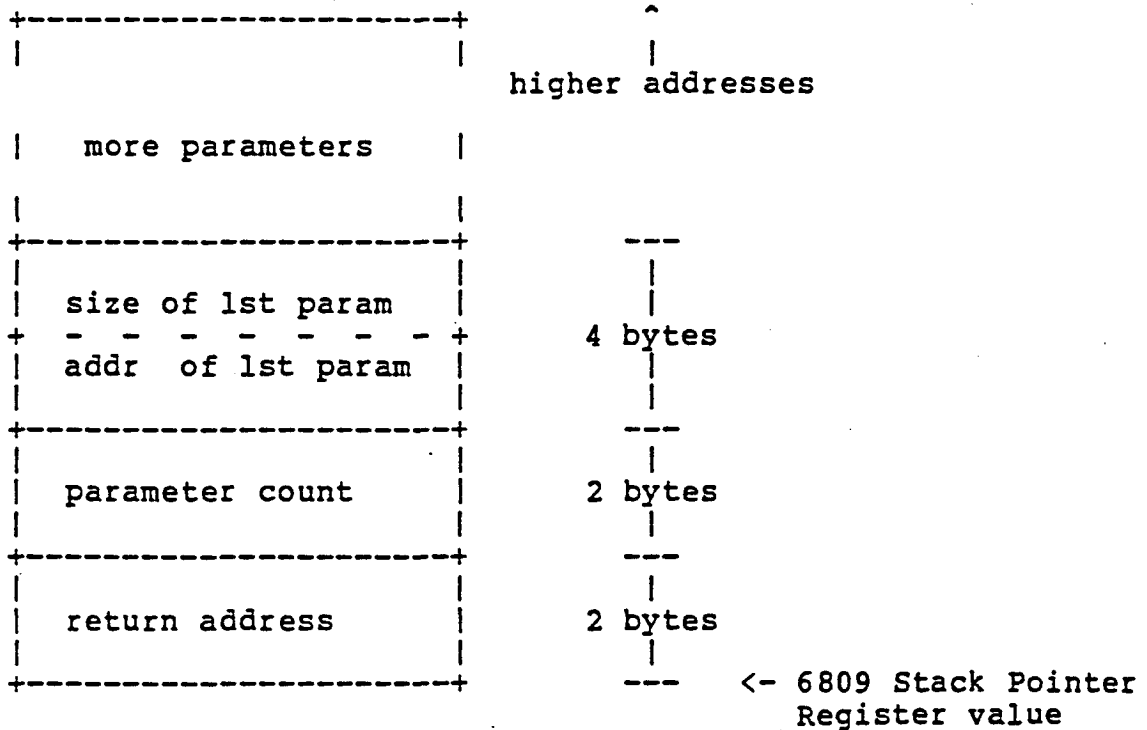 higher addresses
more parameters
size of 1st param
4 bytes
addr of 1st param
parameter count 2 bytes
return address 2 bytes
<- 6809 Stack Pointer
Register value